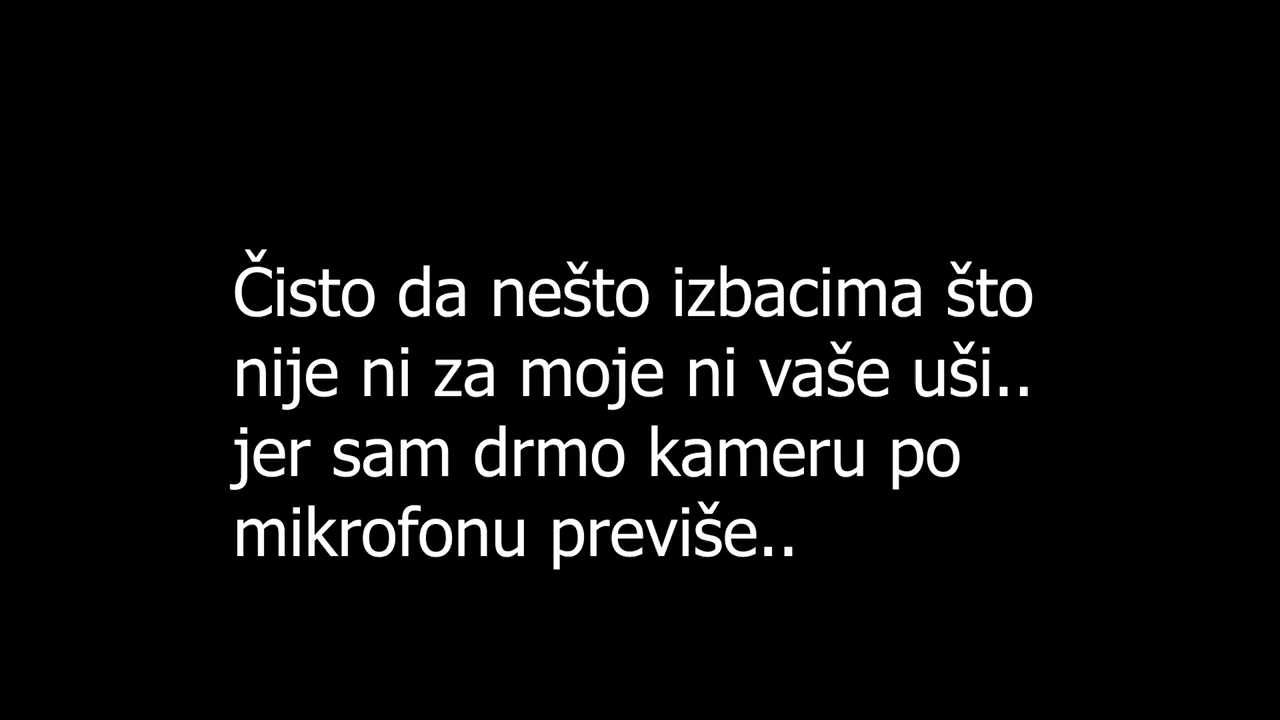 Čisto da nešto izbacima što
nije ni za moje ni vaše uši..
jer sam drmo kameru po
mikrofonu previše..